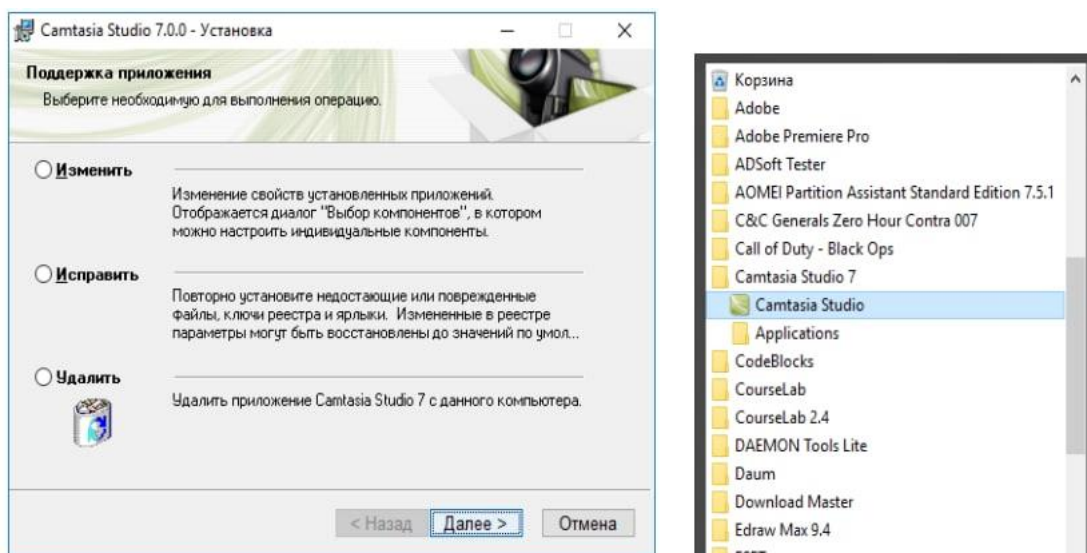 Camtasia Studio 7.0.0 - Установка
Поддержка приложения
Выберите необходимую для выполнения операцию.
Изменить
Изменение свойств установленных приложений.
Отображается диалог "Выбор компонентов", в котором
можно настроить индивидуальные компоненты.
Исправить
Повторно установите недостающие или поврежденные
файлы, ключи реестра и ярлыки. Измененные в реестре
параметры могут быть восстановлены до значений по умол...
Удалить
Удалить приложение Camtasia Studio 7 с данного компьютера.
< Назад
Далее >
Отмена
Корзина
Adobe
Adobe Premiere Pro
ADSoft Tester
AOMEI Partition Assistant Standard Edition 7.5.1
C&C Generals Zero Hour Contra 007
Call of Duty - Black Ops
Camtasia Studio 7
Camtasia Studio
Applications
CodeBlocks
CourseLab
CourseLab 2.4
DAEMON Tools Lite
Daum
Download Master
Edraw Max 9.4